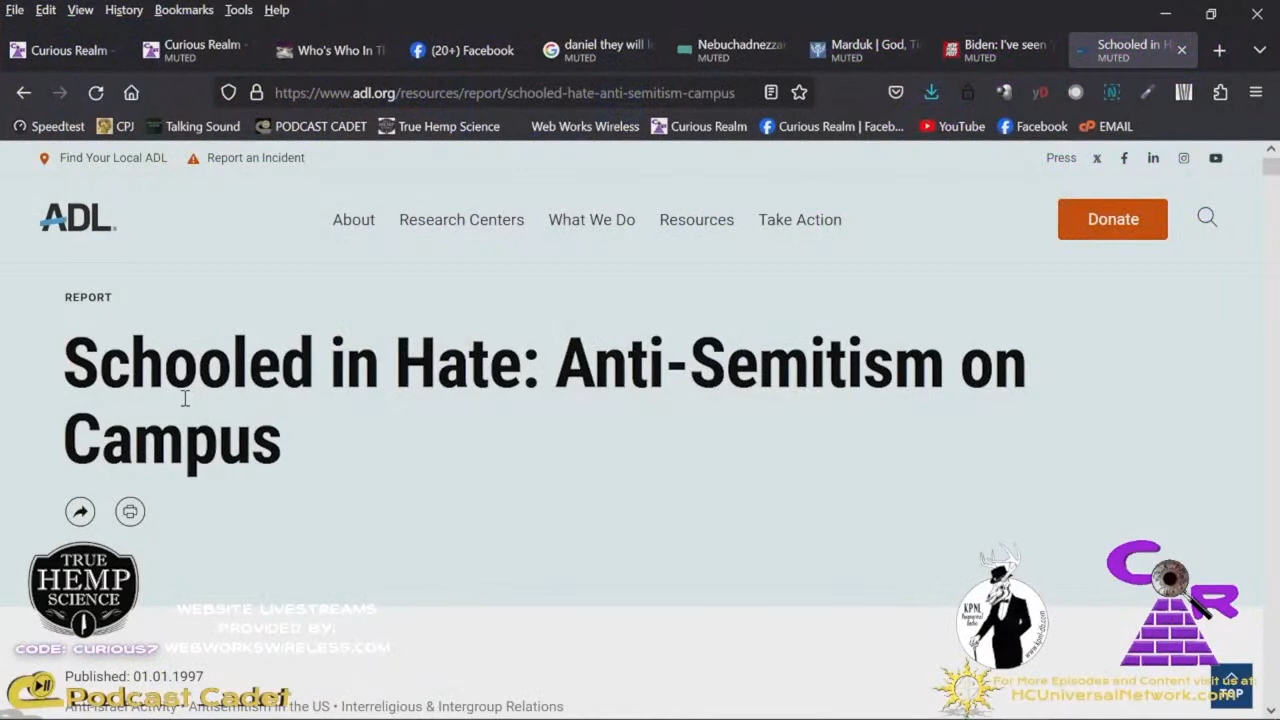 File Edit View History Bookmarks Tools Help
Curious Realm -
Curious Realm -
MUTED
Who's Who In Ti
(20+) Facebook
daniel they will l
MUTED
Nebuchadnezza
MUTED
Marduk | God, Ti
MUTED
Biden: I've seen '
MUTED
Schooled in H
MUTED
https://www.adl.org/resources/report/schooled-hate-anti-semitism-campus
Speedtest CPJ Talking Sound PODCAST CADET True Hemp Science Web Works Wireless Curious Realm Curious Realm | Faceb... YouTube Facebook EMAIL
Find Your Local ADL Report an Incident Press
ADL About Research Centers What We Do Resources Take Action Donate
REPORT
Schooled in Hate: Anti-Semitism on
Campus
TRUE
HEMP
SCIENCE
CODE: CURIOUS7
WEBSITE LIVESTREAMS
PROVIDED BY:
WEBWORKSWIRELESS.COM
KPNL
C R
Published: 01.01.1997
Podcast Cadet
Anti-Israel Activity • Antisemitism in the US • Interreligious & Intergroup Relations
For More Episodes and Content visit us at:
HCUniversalNetwork.com
TOP